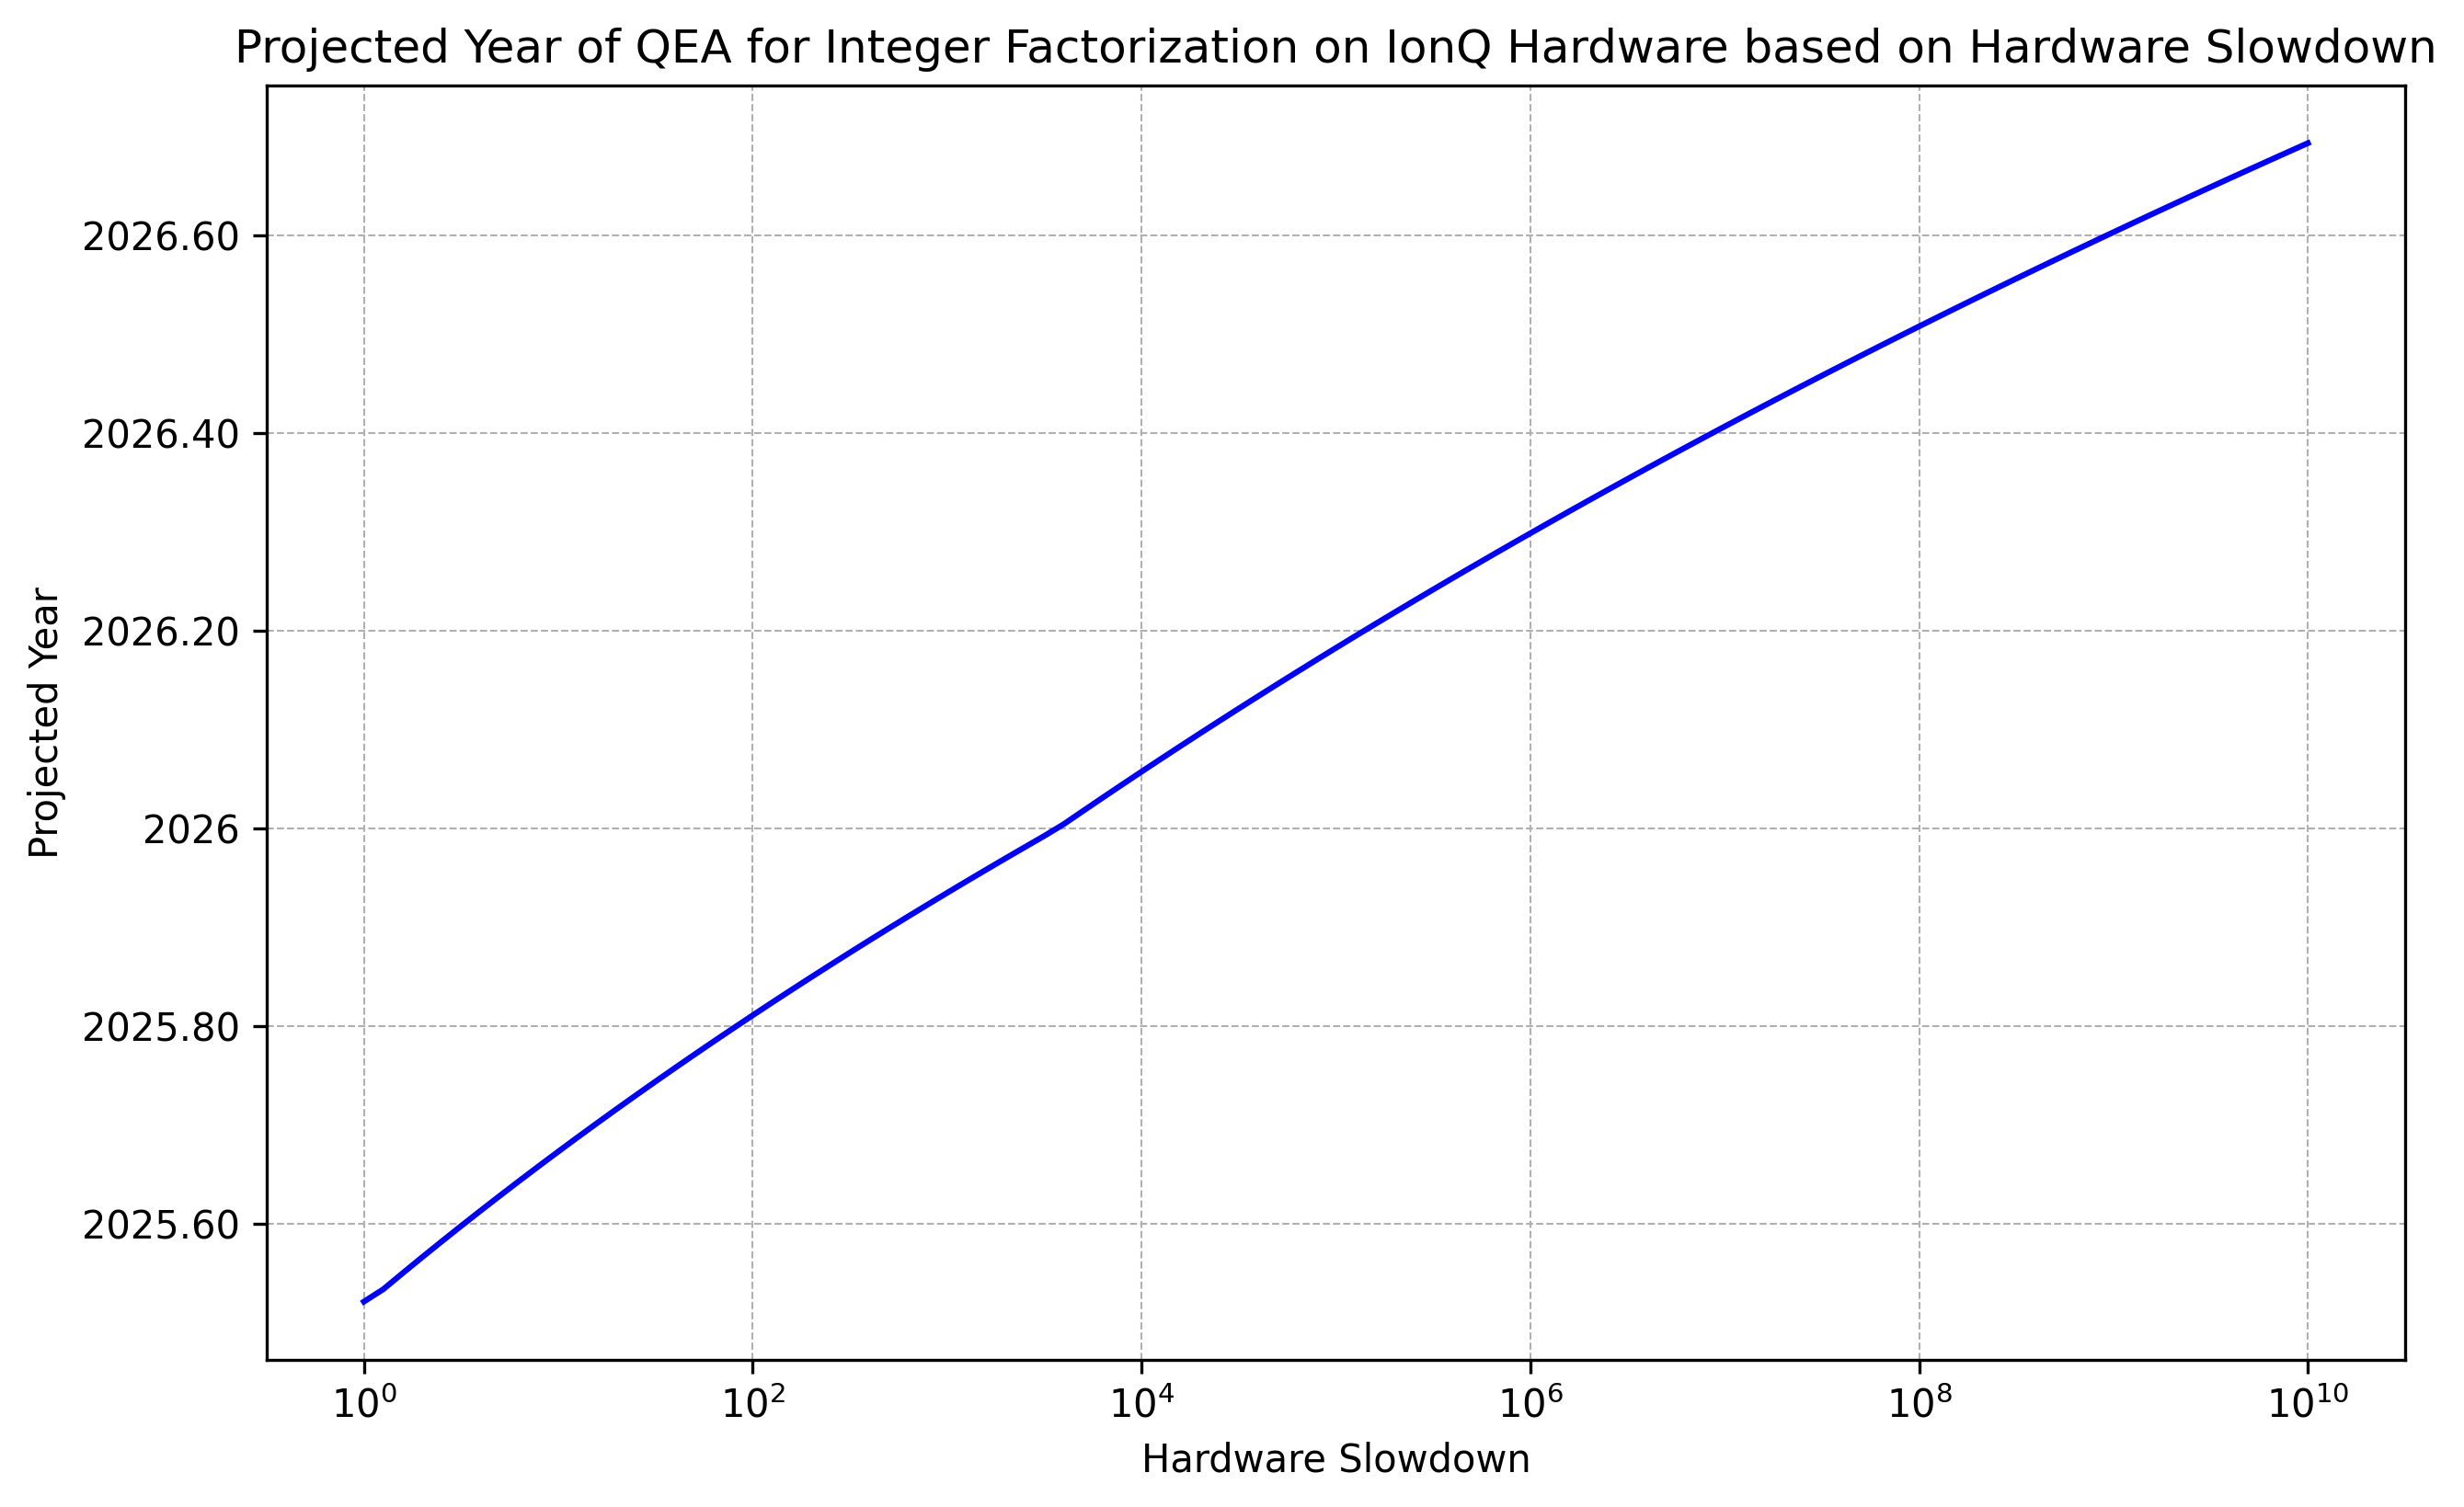 Projected Year of QEA for Integer Factorization on IonQ Hardware based on Hardware Slowdown
Projected Year
2026.60
2026.40
2026.20
2026
2025.80
2025.60
10⁰ 10² 10⁴ 10⁶ 10⁸ 10¹⁰
Hardware Slowdown